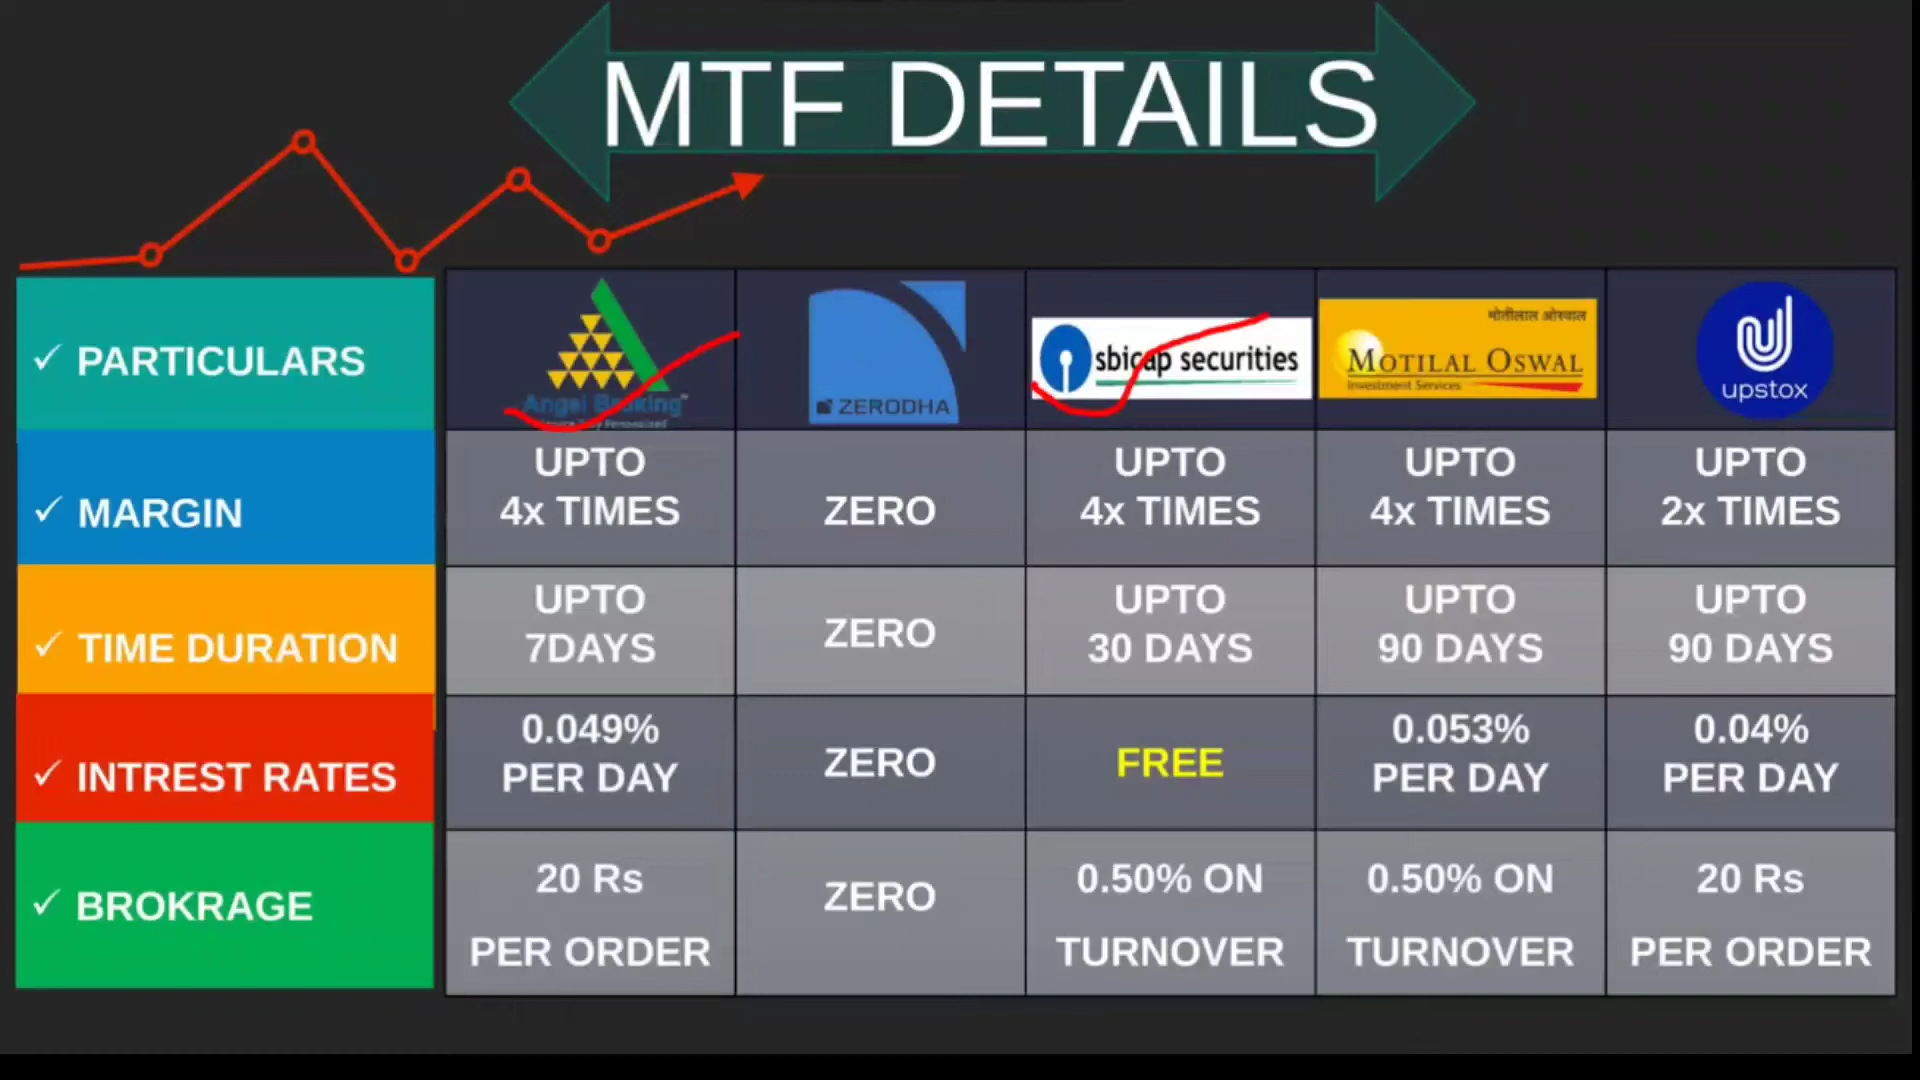 MTF DETAILS
✓ PARTICULARS
Angel Broking
ZERODHA
sbicap securities
मोतीलाल ओसवाल
MOTILAL OSWAL
Investment Services
upstox
✓ MARGIN
UPTO
4x TIMES
ZERO
UPTO
4x TIMES
UPTO
4x TIMES
UPTO
2x TIMES
✓ TIME DURATION
UPTO
7DAYS
ZERO
UPTO
30 DAYS
UPTO
90 DAYS
UPTO
90 DAYS
✓ INTREST RATES
0.049%
PER DAY
ZERO
FREE
0.053%
PER DAY
0.04%
PER DAY
✓ BROKRAGE
20 Rs
PER ORDER
ZERO
0.50% ON
TURNOVER
0.50% ON
TURNOVER
20 Rs
PER ORDER